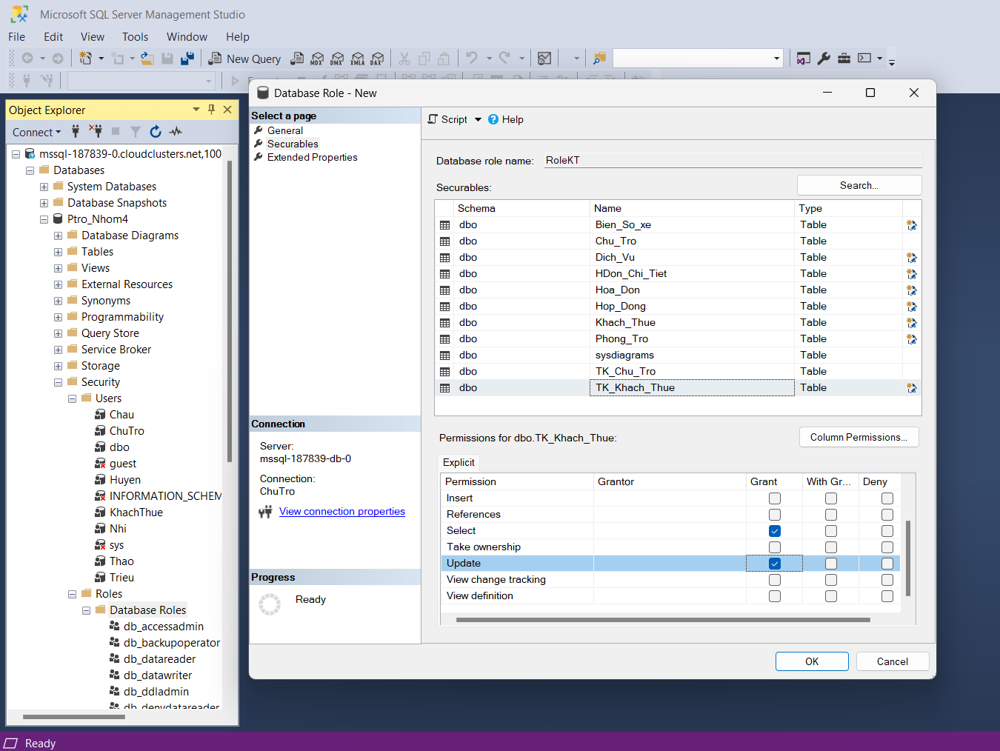 Microsoft SQL Server Management Studio
File Edit View Tools Window Help
New Query MDX DMX XMLA DAX
Object Explorer
Connect
mssql-187839-0.cloudclusters.net,100
Databases
System Databases
Database Snapshots
Ptro_Nhom4
Database Diagrams
Tables
Views
External Resources
Synonyms
Programmability
Query Store
Service Broker
Storage
Security
Users
Chau
ChuTro
dbo
guest
Huyen
INFORMATION_SCHEM
KhachThue
Nhi
sys
Thao
Trieu
Roles
Database Roles
db_accessadmin
db_backupoperator
db_datareader
db_datawriter
db_ddladmin
db_denydatareader
Database Role - New
Select a page
General
Securables
Extended Properties
Connection
Server:
mssql-187839-db-0
Connection:
ChuTro
View connection properties
Progress
Ready
Script Help
Database role name: RoleKT
Securables: Search...
Schema Name Type
dbo Bien_So_xe Table
dbo Chu_Tro Table
dbo Dich_Vu Table
dbo HDon_Chi_Tiet Table
dbo Hoa_Don Table
dbo Hop_Dong Table
dbo Khach_Thue Table
dbo Phong_Tro Table
dbo sysdiagrams Table
dbo TK_Chu_Tro Table
dbo TK_Khach_Thue Table
Permissions for dbo.TK_Khach_Thue: Column Permissions...
Explicit
Permission Grantor Grant With Gr... Deny
Insert
References
Select
Take ownership
Update
View change tracking
View definition
OK Cancel
Ready